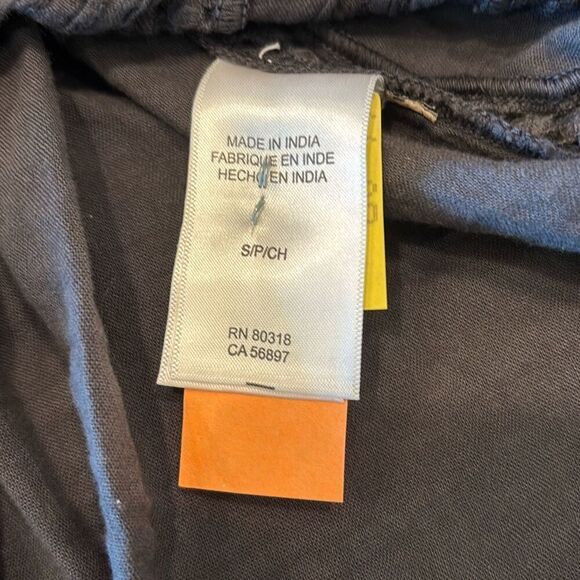 MADE IN INDIA
FABRIQUE EN INDE
HECHO EN INDIA
S/P/CH
RN 80318
CA 56897